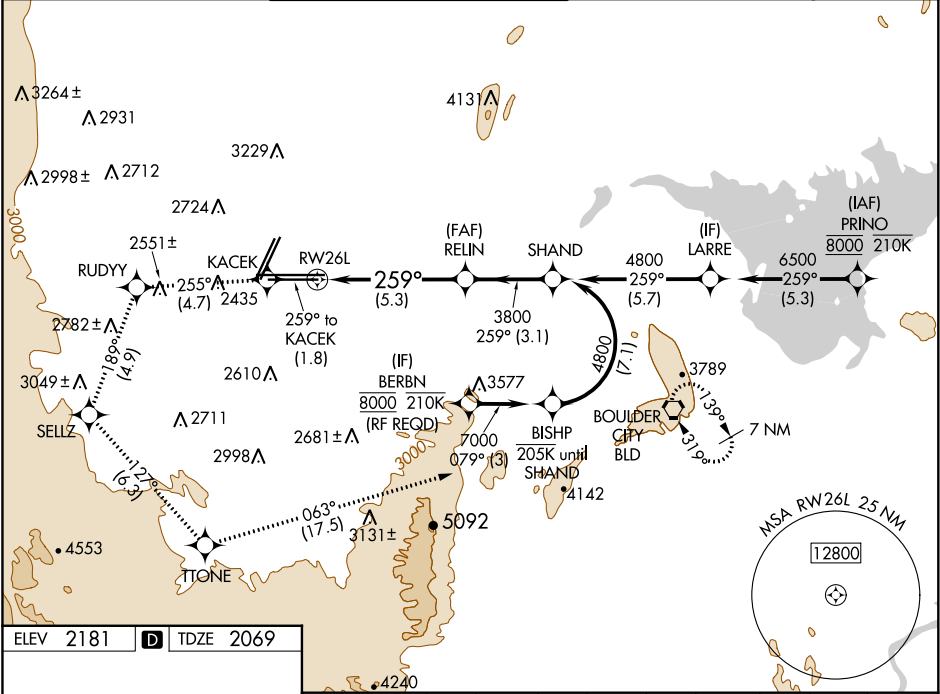 3264±
2931
4131
3229
2998±
2712
2724
3000
(IAF)
PRINO
8000 210K
(IF)
LARRE
(FAF)
RELIN
SHAND
2551±
KACEK
RW26L
RUDYY
255°
(4.7)
2435
259°
(5.3)
4800
259°
(5.7)
6500
259°
(5.3)
259° to
KACEK
(1.8)
3800
259° (3.1)
2782±
189°
(4.9)
4800
(7.1)
3049±
2610
(IF)
BERBN
8000 210K
(RF REQD)
3577
3789
139°
7 NM
319°
BOULDER
CITY
BLD
SELLZ
2711
2681±
2998
3000
7000
079° (3)
BISHP
205K until
SHAND
4142
127°
(6.3)
063°
(17.5)
3131±
5092
4553
TTONE
MSA RW26L 25 NM
12800
ELEV 2181 D TDZE 2069
4240